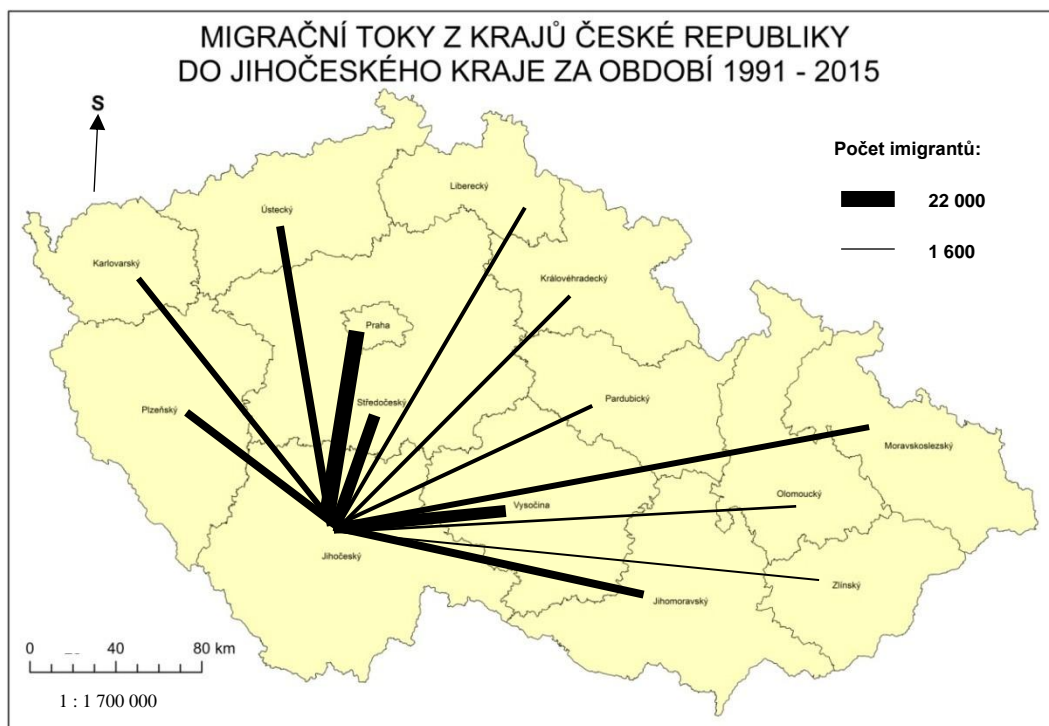 MIGRAČNÍ TOKY Z KRAJŮ ČESKÉ REPUBLIKY
DO JIHOČESKÉHO KRAJE ZA OBDOBÍ 1991 - 2015
S
Počet imigrantů:
22 000
1 600
Liberecký
Ústecký
Karlovarský
Královéhradecký
Praha
Středočeský
Plzeňský
Pardubický
Moravskoslezský
Olomoucký
Vysočina
Jihočeský
Zlínský
Jihomoravský
0 40 80 km
1 : 1 700 000